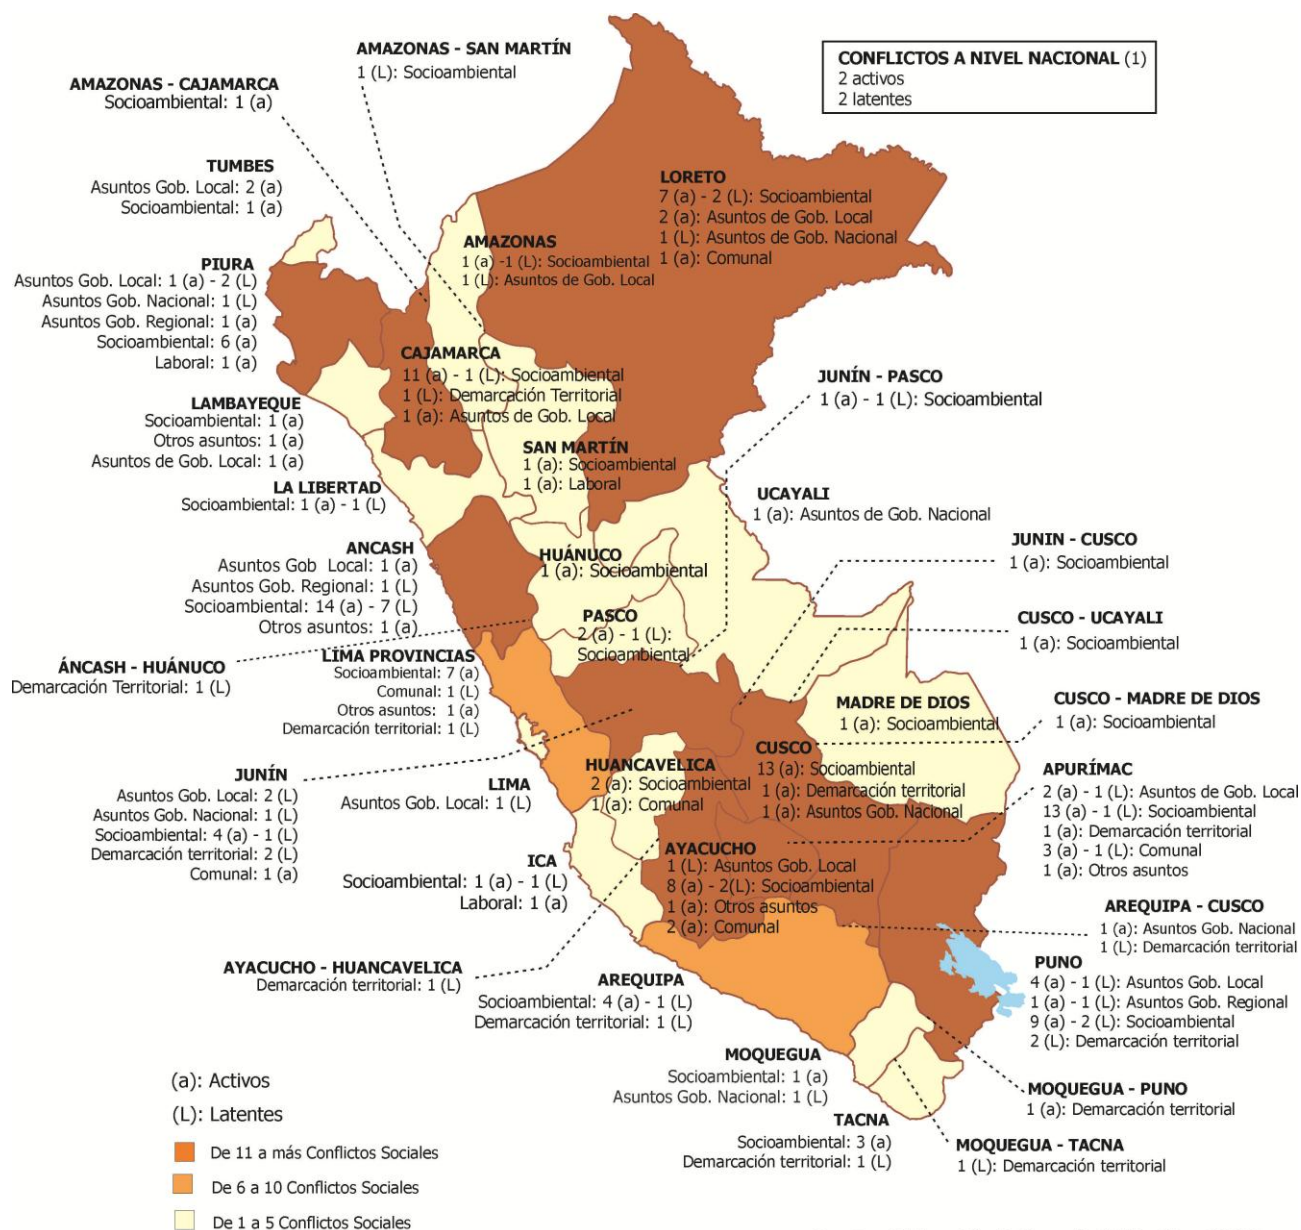 AMAZONAS - SAN MARTÍN
1 (L): Socioambiental
CONFLICTOS A NIVEL NACIONAL (1)
2 activos
2 latentes
AMAZONAS - CAJAMARCA
Socioambiental: 1 (a)
TUMBES
Asuntos Gob. Local: 2 (a)
Socioambiental: 1 (a)
LORETO
7 (a) - 2 (L): Socioambiental
2 (a): Asuntos de Gob. Local
1 (L): Asuntos de Gob. Nacional
1 (a): Comunal
AMAZONAS
1 (a) -1 (L): Socioambiental
1 (L): Asuntos de Gob. Local
PIURA
Asuntos Gob. Local: 1 (a) - 2 (L)
Asuntos Gob. Nacional: 1 (L)
Asuntos Gob. Regional: 1 (a)
Socioambiental: 6 (a)
Laboral: 1 (a)
CAJAMARCA
11 (a) - 1 (L): Socioambiental
1 (L): Demarcación Territorial
1 (a): Asuntos de Gob. Local
JUNÍN - PASCO
1 (a) - 1 (L): Socioambiental
LAMBAYEQUE
Socioambiental: 1 (a)
Otros asuntos: 1 (a)
Asuntos de Gob. Local: 1 (a)
SAN MARTÍN
1 (a): Socioambiental
1 (a): Laboral
LA LIBERTAD
Socioambiental: 1 (a) - 1 (L)
UCAYALI
1 (a): Asuntos de Gob. Nacional
ANCASH
Asuntos Gob  Local: 1 (a)
Asuntos Gob. Regional: 1 (L)
Socioambiental: 14 (a) - 7 (L)
Otros asuntos: 1 (a)
HUÁNUCO
1 (a): Socioambiental
JUNIN - CUSCO
1 (a): Socioambiental
PASCO
2 (a) - 1 (L):
Socioambiental
CUSCO - UCAYALI
1 (a): Socioambiental
ÁNCASH - HUÁNUCO
Demarcación Territorial: 1 (L)
LIMA PROVINCIAS
Socioambiental: 7 (a)
Comunal: 1 (L)
Otros asuntos: 1 (a)
Demarcación territorial: 1 (L)
MADRE DE DIOS
1 (a): Socioambiental
CUSCO - MADRE DE DIOS
1 (a): Socioambiental
CUSCO
13 (a): Socioambiental
1 (a): Demarcación territorial
1 (a): Asuntos Gob. Nacional
HUANCAVELICA
2 (a): Socioambiental
1 (a): Comunal
JUNÍN
Asuntos Gob. Local: 2 (L)
Asuntos Gob. Nacional: 1 (L)
Socioambiental: 4 (a) - 1 (L)
Demarcación territorial: 2 (L)
Comunal: 1 (a)
LIMA
Asuntos Gob. Local: 1 (L)
APURÍMAC
2 (a) - 1 (L): Asuntos de Gob. Local
13 (a) - 1 (L): Socioambiental
1 (a): Demarcación territorial
3 (a) - 1 (L): Comunal
1 (a): Otros asuntos
AYACUCHO
1 (L): Asuntos Gob. Local
8 (a) - 2(L): Socioambiental
1 (a): Otros asuntos
2 (a): Comunal
ICA
Socioambiental: 1 (a) - 1 (L)
Laboral: 1 (a)
AREQUIPA - CUSCO
1 (a): Asuntos Gob. Nacional
1 (L): Demarcación territorial
AYACUCHO - HUANCAVELICA
Demarcación territorial: 1 (L)
AREQUIPA
Socioambiental: 4 (a) - 1 (L)
Demarcación territorial: 1 (L)
PUNO
4 (a) - 1 (L): Asuntos Gob. Local
1 (a) - 1 (L): Asuntos Gob. Regional
9 (a) - 2 (L): Socioambiental
2 (L): Demarcación territorial
MOQUEGUA
Socioambiental: 1 (a)
Asuntos Gob. Nacional: 1 (L)
MOQUEGUA - PUNO
1 (a): Demarcación territorial
TACNA
Socioambiental: 3 (a)
Demarcación territorial: 1 (L)
MOQUEGUA - TACNA
1 (L): Demarcación territorial
(a): Activos
(L): Latentes
De 11 a más Conflictos Sociales
De 6 a 10 Conflictos Sociales
De 1 a 5 Conflictos Sociales